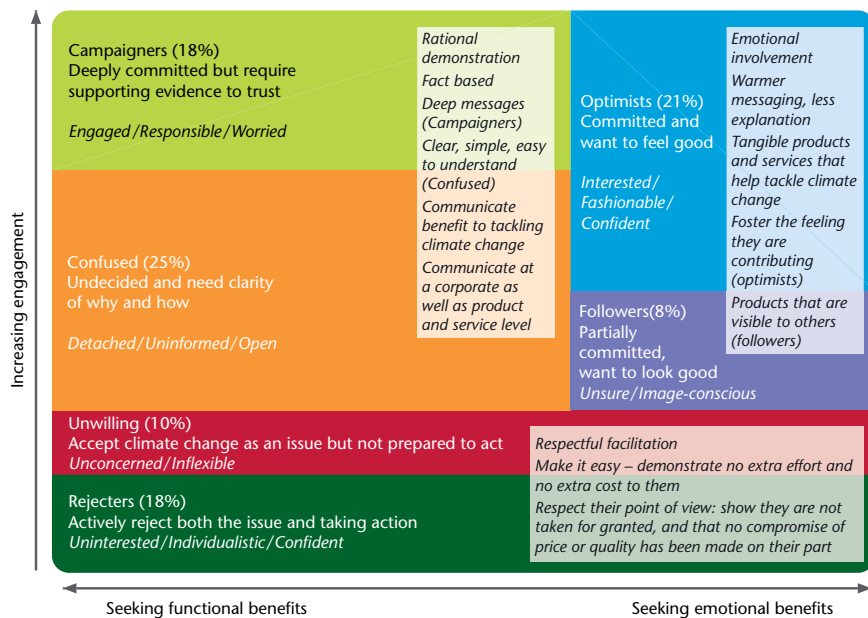 Increasing engagement
Campaigners (18%)
Deeply committed but require
supporting evidence to trust
Engaged/Responsible/Worried
Rational
demonstration
Fact based
Deep messages
(Campaigners)
Clear, simple, easy
to understand
(Confused)
Communicate
benefit to tackling
climate change
Communicate at
a corporate as
well as product
and service level
Optimists (21%)
Committed and
want to feel good
Interested/
Fashionable/
Confident
Emotional
involvement
Warmer
messaging, less
explanation
Tangible products
and services that
help tackle climate
change
Foster the feeling
they are
contributing
(optimists)
Products that are
visible to others
(followers)
Confused (25%)
Undecided and need clarity
of why and how
Detached/Uninformed/Open
Followers(8%)
Partially
committed,
want to look good
Unsure/Image-conscious
Unwilling (10%)
Accept climate change as an issue but not prepared to act
Unconcerned/Inflexible
Rejecters (18%)
Actively reject both the issue and taking action
Uninterested/Individualistic/Confident
Respectful facilitation
Make it easy – demonstrate no extra effort and
no extra cost to them
Respect their point of view: show they are not
taken for granted, and that no compromise of
price or quality has been made on their part
Seeking functional benefits
Seeking emotional benefits